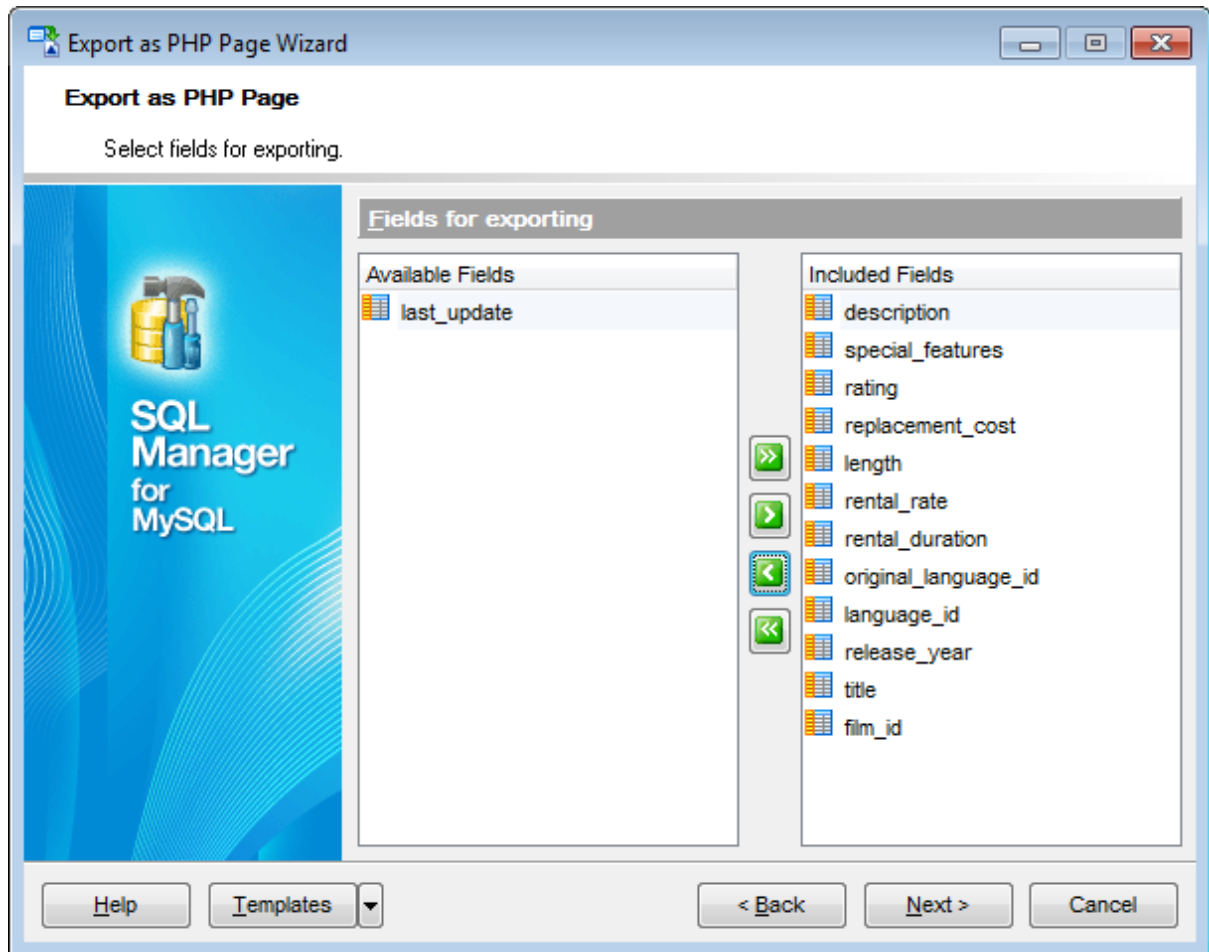 Export as PHP Page Wizard
Export as PHP Page
Select fields for exporting.
SQL
Manager
for
MySQL
Fields for exporting
Available Fields
last_update
Included Fields
description
special_features
rating
replacement_cost
length
rental_rate
rental_duration
original_language_id
language_id
release_year
title
film_id
Help
Templates
< Back
Next >
Cancel